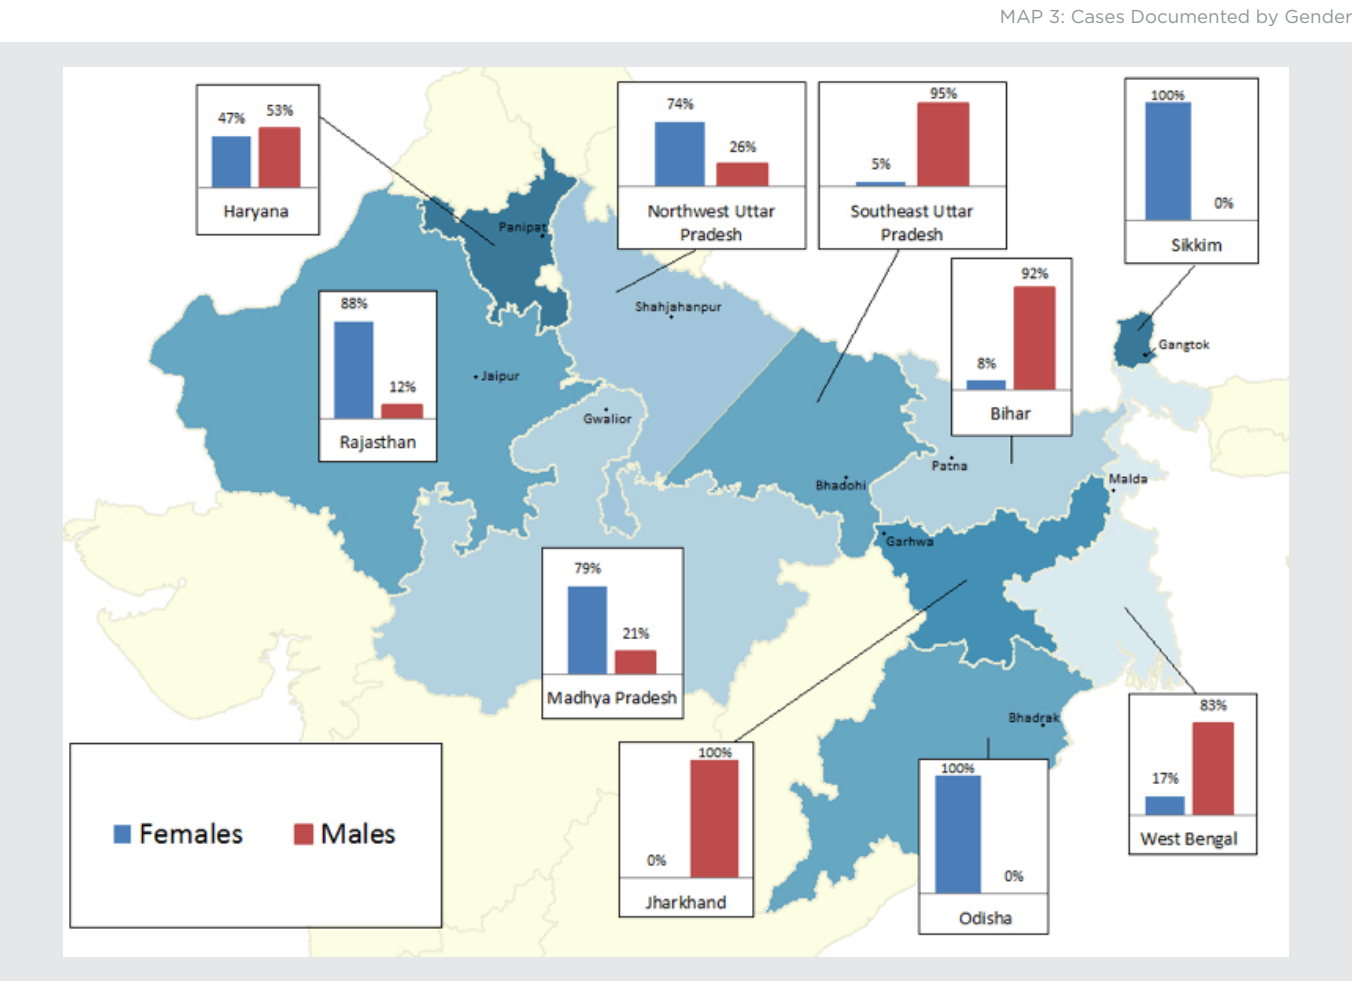 MAP 3: Cases Documented by Gender
47%
53%
Haryana
74%
26%
Northwest Uttar
Pradesh
5%
95%
Southeast Uttar
Pradesh
100%
0%
Sikkim
Panipat
88%
12%
Rajasthan
Jaipur
Shahjahanpur
Gwalior
8%
92%
Bihar
Gangtok
Patna
Bhadohi
Malda
Garhwa
79%
21%
Madhya Pradesh
Bhadrak
17%
83%
West Bengal
0%
100%
Jharkhand
100%
0%
Odisha
Females
Males